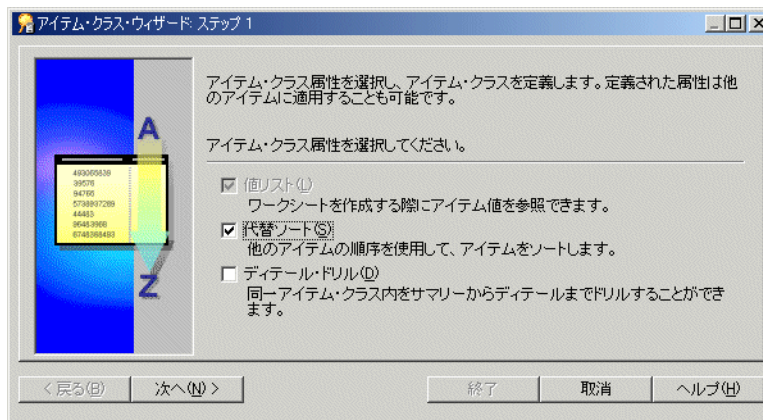 アイテム・クラス・ウィザード: ステップ 1
アイテム・クラス属性を選択し、アイテム・クラスを定義します。定義された属性は他
のアイテムに適用することも可能です。
A
アイテム・クラス属性を選択してください。
493065839
39576
94766
5738937289
44483
36483968
6748368493
Z
値リスト(L)
ワークシートを作成する際にアイテム値を参照できます。
代替ソート(S)
他のアイテムの順序を使用して、アイテムをソートします。
ディテール・ドリル(D)
同一アイテム・クラス内をサマリーからディテールまでドリルすることができ
ます。
< 戻る(B)
次へ(N) >
終了
取消
ヘルプ(H)